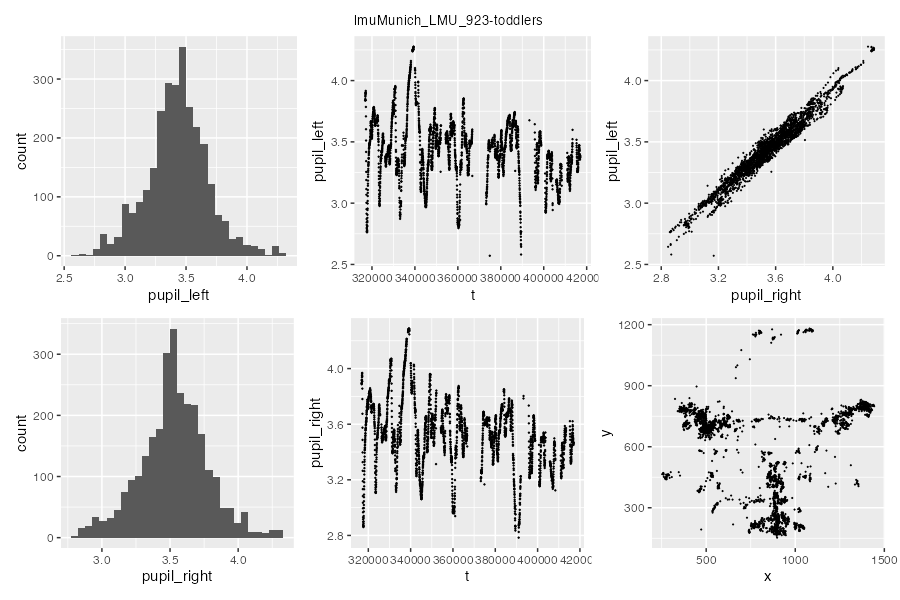 lmuMunich_LMU_923-toddlers
count
300
200
100
0
2.5 3.0 3.5 4.0
pupil_left
pupil_left
4.0
3.5
3.0
2.5
320000 340000 360000 380000 400000 42000
t
pupil_left
4.0
3.5
3.0
2.5
2.8 3.2 3.6 4.0
pupil_right
count
300
200
100
0
3.0 3.5 4.0
pupil_right
pupil_right
4.0
3.6
3.2
2.8
320000 340000 360000 380000 400000 42000
t
y
1200
900
600
300
500 1000 1500
x